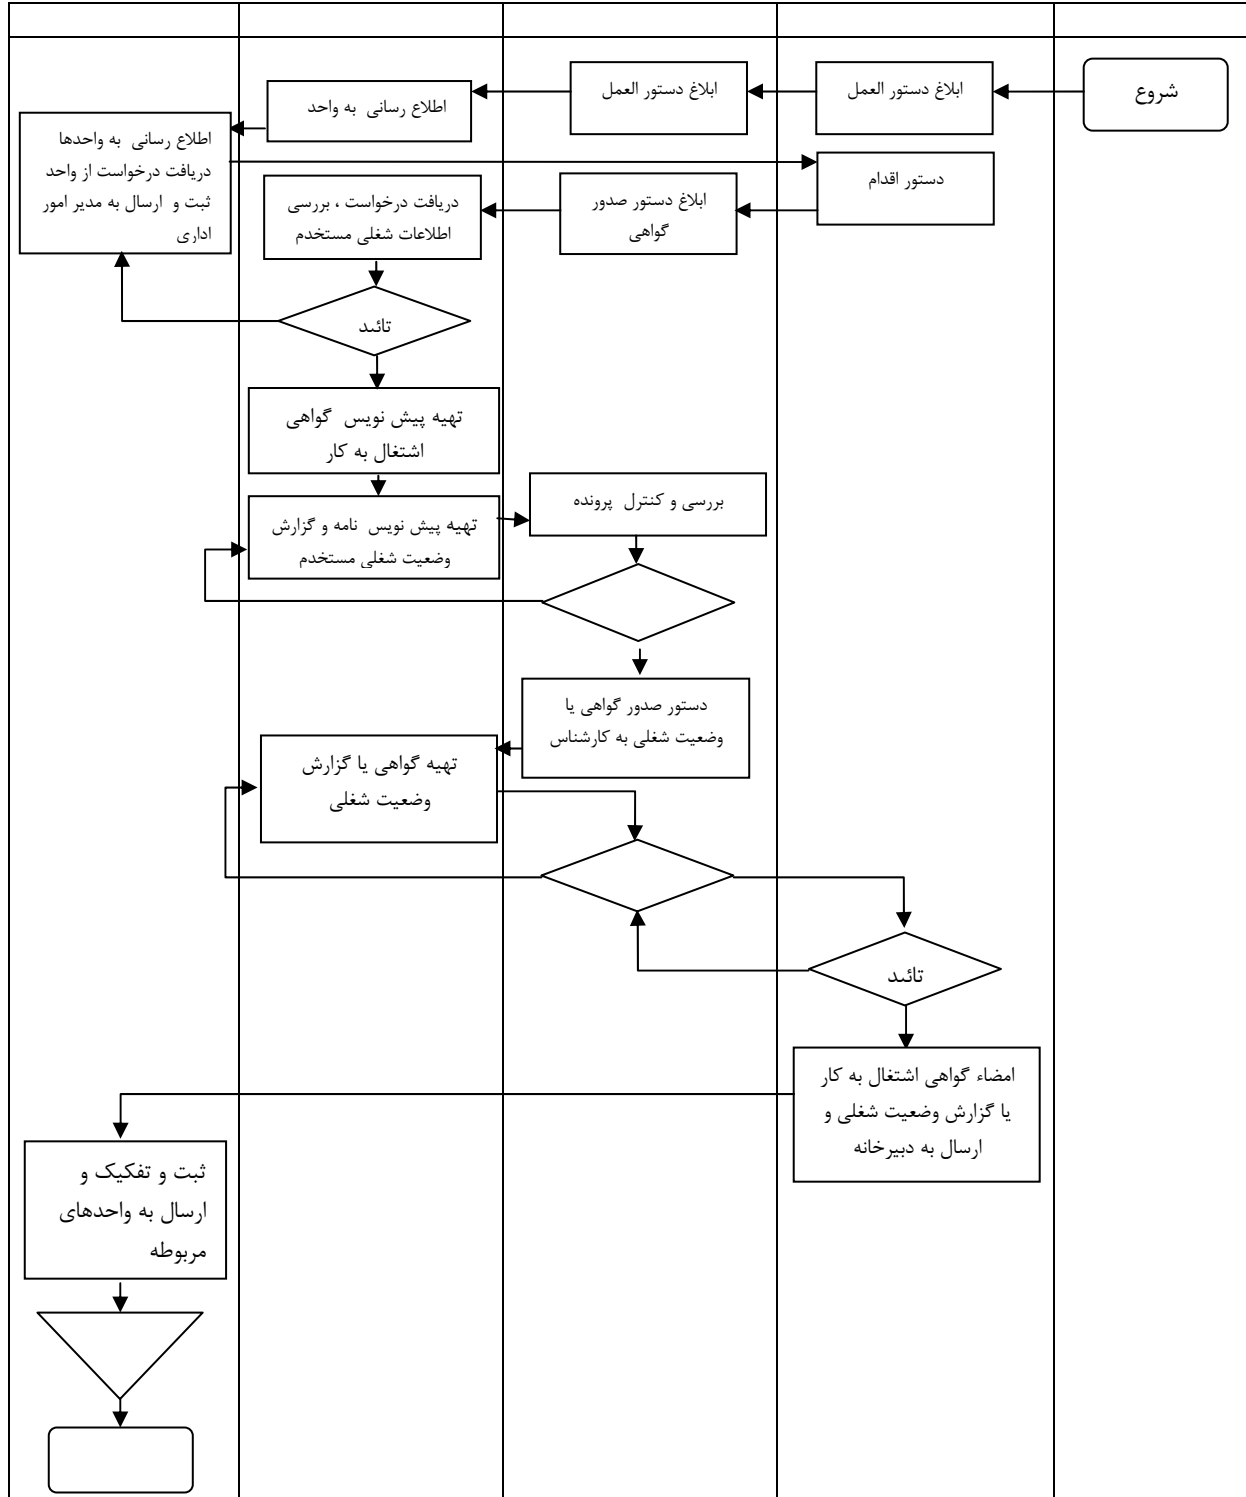 شروع
ابلاغ دستور العمل
ابلاغ دستور العمل
اطلاع رسانی به واحد
اطلاع رسانی به واحدها
دریافت درخواست از واحد
ثبت و ارسال به مدیر امور
اداری
دستور اقدام
ابلاغ دستور صدور
گواهی
دریافت درخواست ، بررسی
اطلاعات شغلی مستخدم
تائید
تهیه پیش نویس گواهی
اشتغال به کار
تهیه پیش نویس نامه و گزارش
وضعیت شغلی مستخدم
بررسی و کنترل پرونده
دستور صدور گواهی یا
وضعیت شغلی به کارشناس
تهیه گواهی یا گزارش
وضعیت شغلی
تائید
امضاء گواهی اشتغال به کار
یا گزارش وضعیت شغلی و
ارسال به دبیرخانه
ثبت و تفکیک و
ارسال به واحدهای
مربوطه